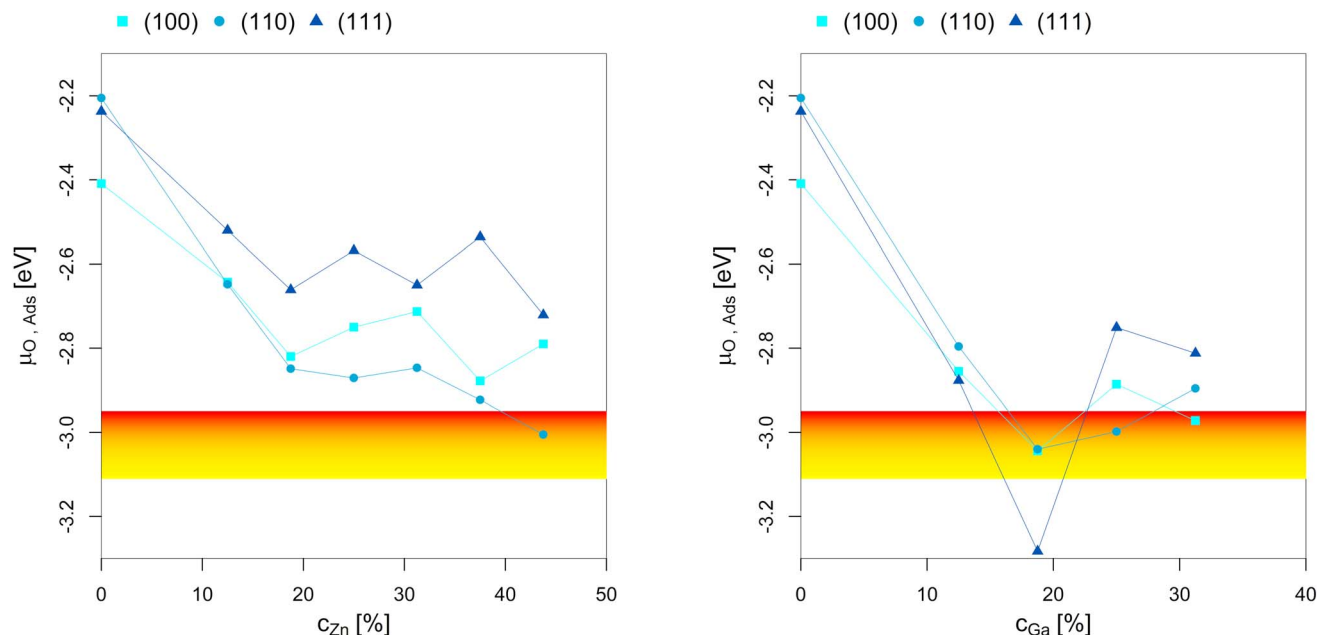 (100) (110) (111)
-2.2
-2.4
-2.6
-2.8
-3.0
-3.2
μO , Ads [eV]
0 10 20 30 40 50
cZn [%]
(100) (110) (111)
-2.2
-2.4
-2.6
-2.8
-3.0
-3.2
μO , Ads [eV]
0 10 20 30 40
cGa [%]